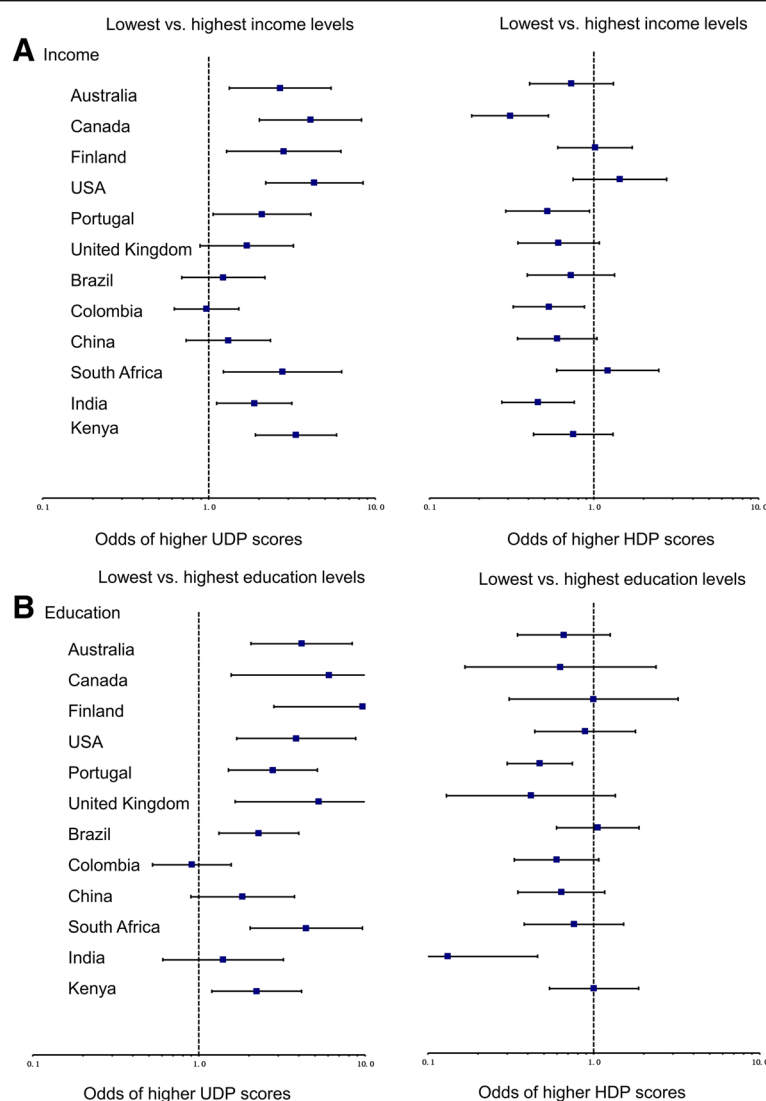 Lowest vs. highest income levels
Lowest vs. highest income levels
A Income
Australia
Canada
Finland
USA
Portugal
United Kingdom
Brazil
Colombia
China
South Africa
India
Kenya
0.1 1.0 10.0
0.1 1.0 10.0
Odds of higher UDP scores
Odds of higher HDP scores
Lowest vs. highest education levels
Lowest vs. highest education levels
B Education
Australia
Canada
Finland
USA
Portugal
United Kingdom
Brazil
Colombia
China
South Africa
India
Kenya
0.1 1.0 10.0
0.1 1.0 10.0
Odds of higher UDP scores
Odds of higher HDP scores